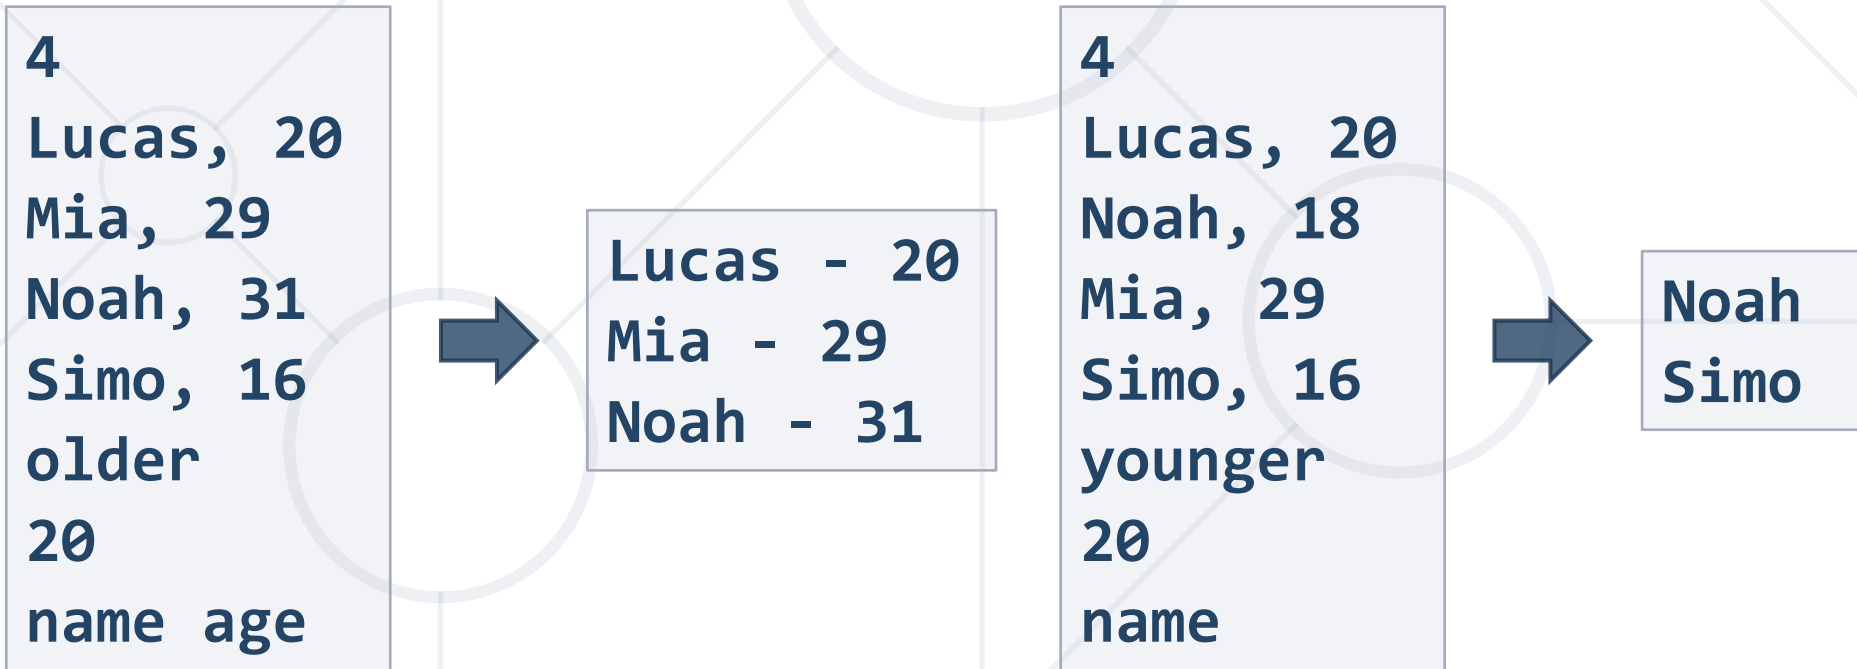 4
Lucas, 20
Mia, 29
Noah, 31
Simo, 16
older
20
name age
Lucas - 20
Mia - 29
Noah - 31
4
Lucas, 20
Noah, 18
Mia, 29
Simo, 16
younger
20
name
Noah
Simo